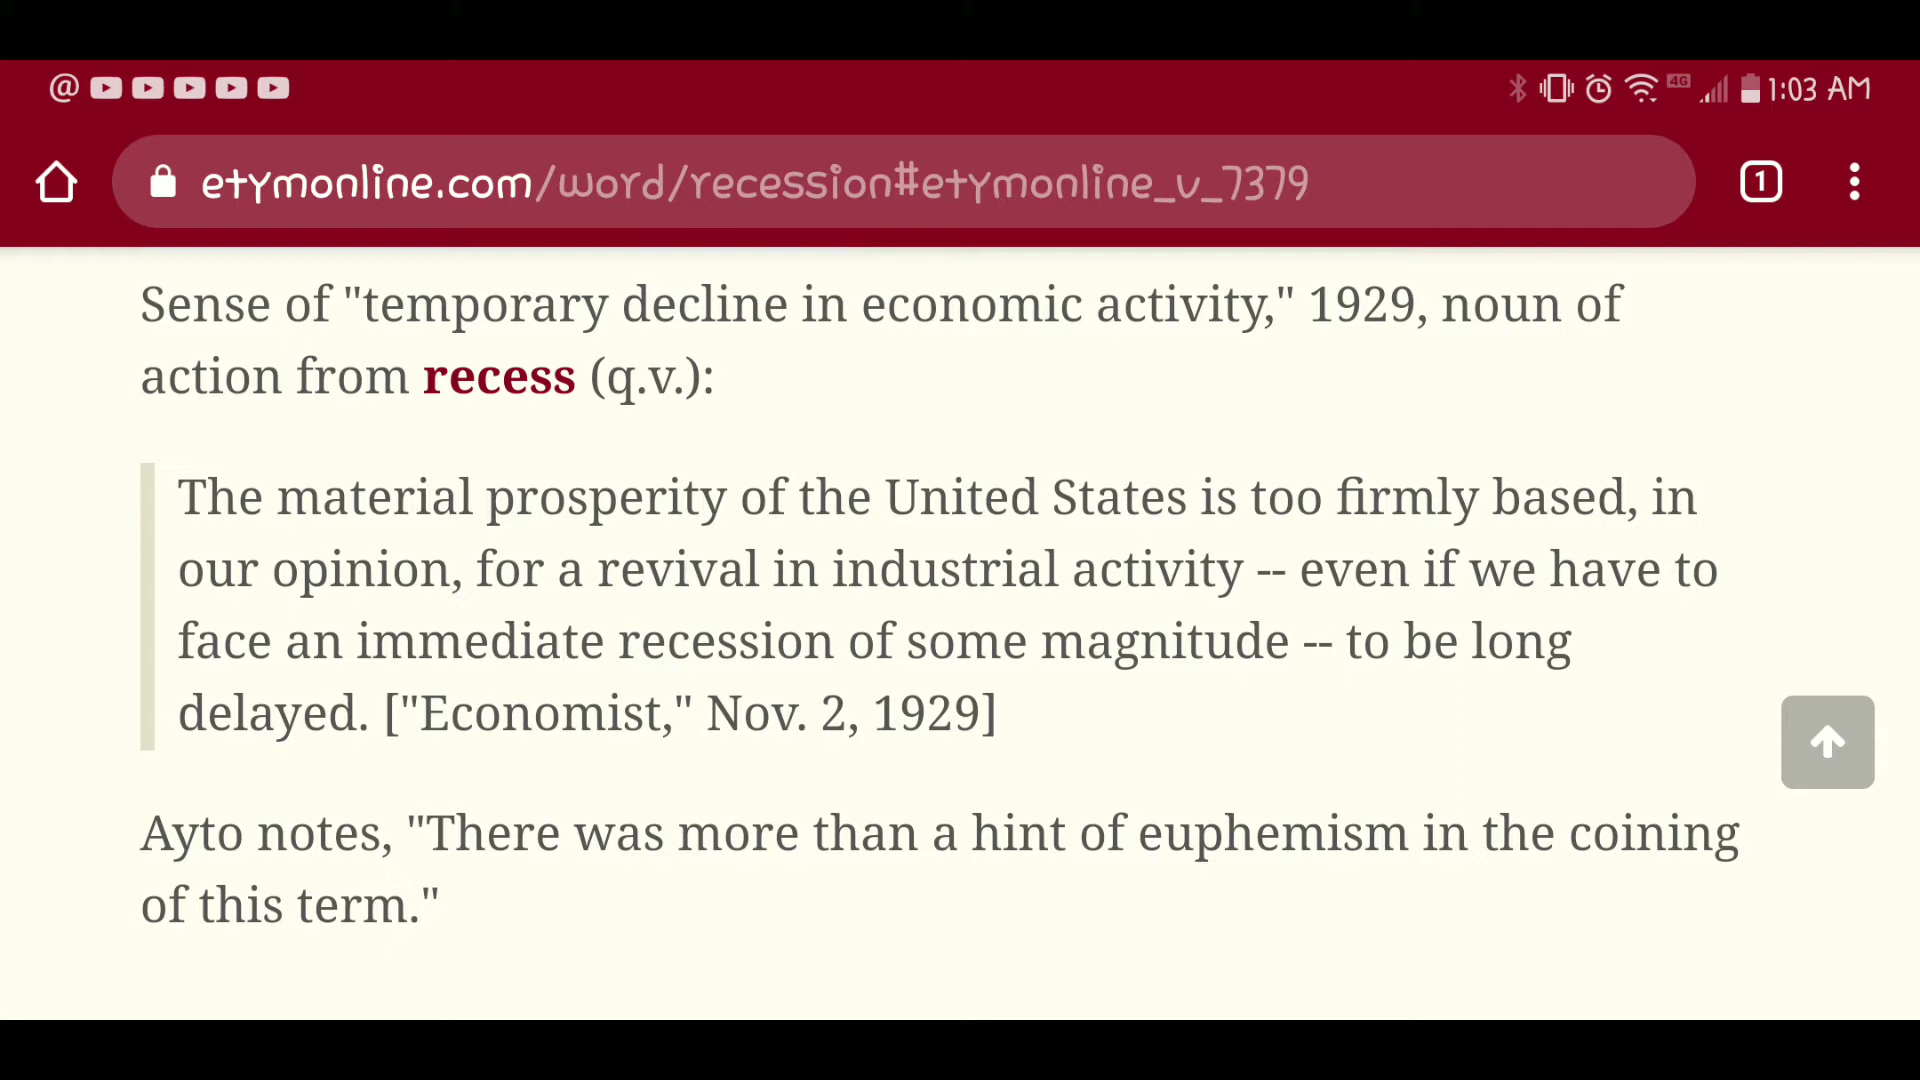 @ 4G 1:03 AM
etymonline.com/word/recession#etymonline_v_7379 1
Sense of "temporary decline in economic activity," 1929, noun of
action from recess (q.v.):
The material prosperity of the United States is too firmly based, in
our opinion, for a revival in industrial activity -- even if we have to
face an immediate recession of some magnitude -- to be long
delayed. ["Economist," Nov. 2, 1929]
Ayto notes, "There was more than a hint of euphemism in the coining
of this term."